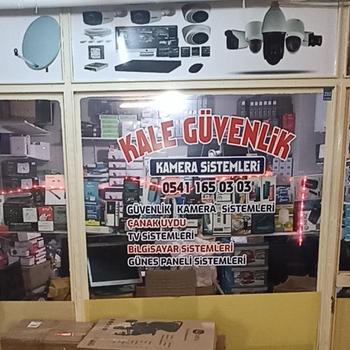 KALE GÜVENLİK
KAMERA SİSTEMLERİ
0541 165 03 03
GÜVENLİK KAMERA SİSTEMLERİ
ÇANAK UYDU
TV SİSTEMLERİ
BİLGİSAYAR SİSTEMLERİ
GÜNEŞ PANELİ SİSTEMLERİ